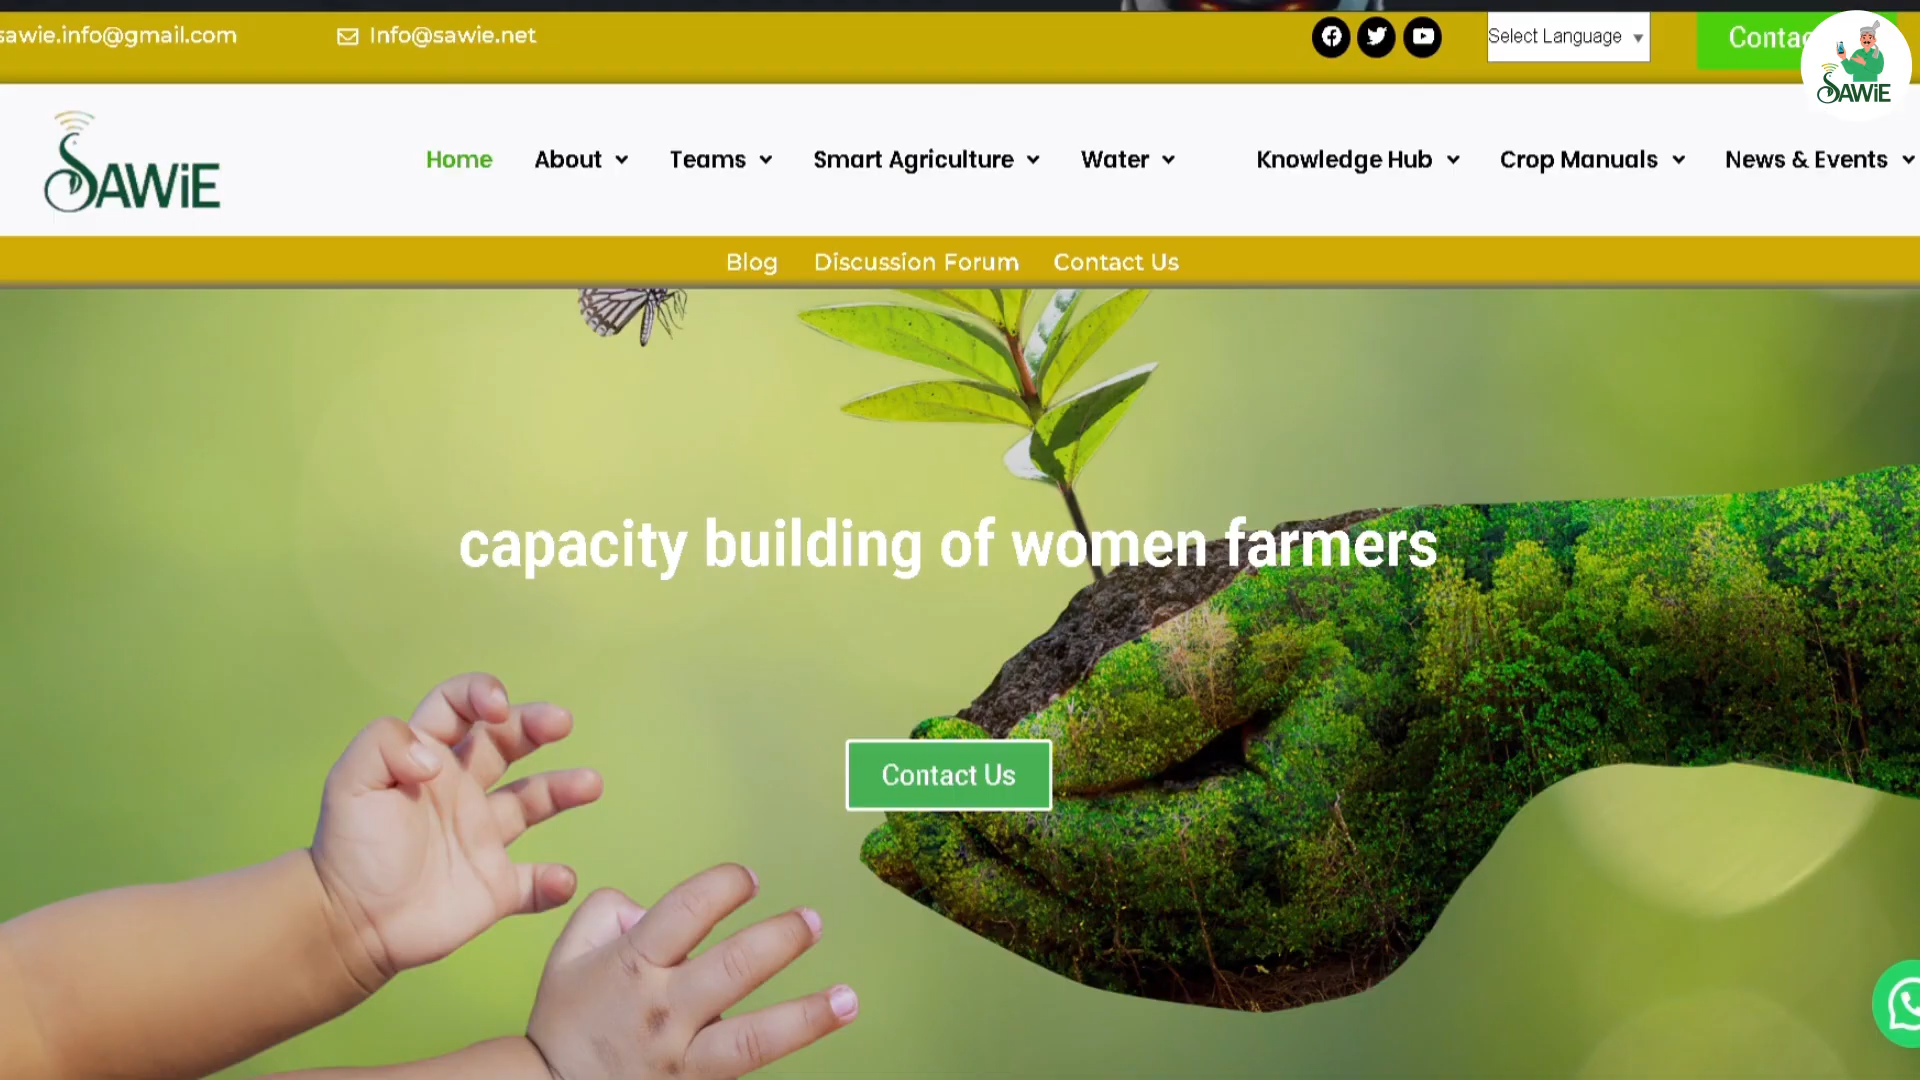 sawie.info@gmail.com Info@sawie.net Select Language
SAWiE
SAWiE Home About Teams Smart Agriculture Water Knowledge Hub Crop Manuals News & Events
Blog Discussion Forum Contact Us
capacity building of women farmers
Contact Us